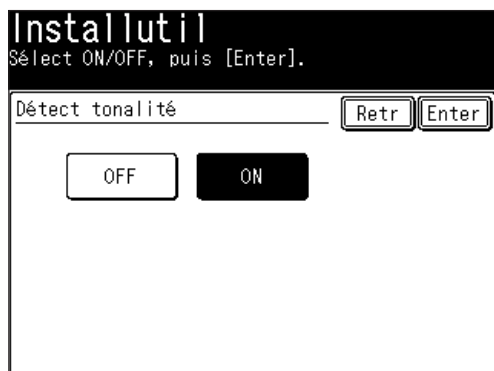 Installutil
Sélect ON/OFF, puis [Enter].
Détect tonalité Retr Enter
OFF ON